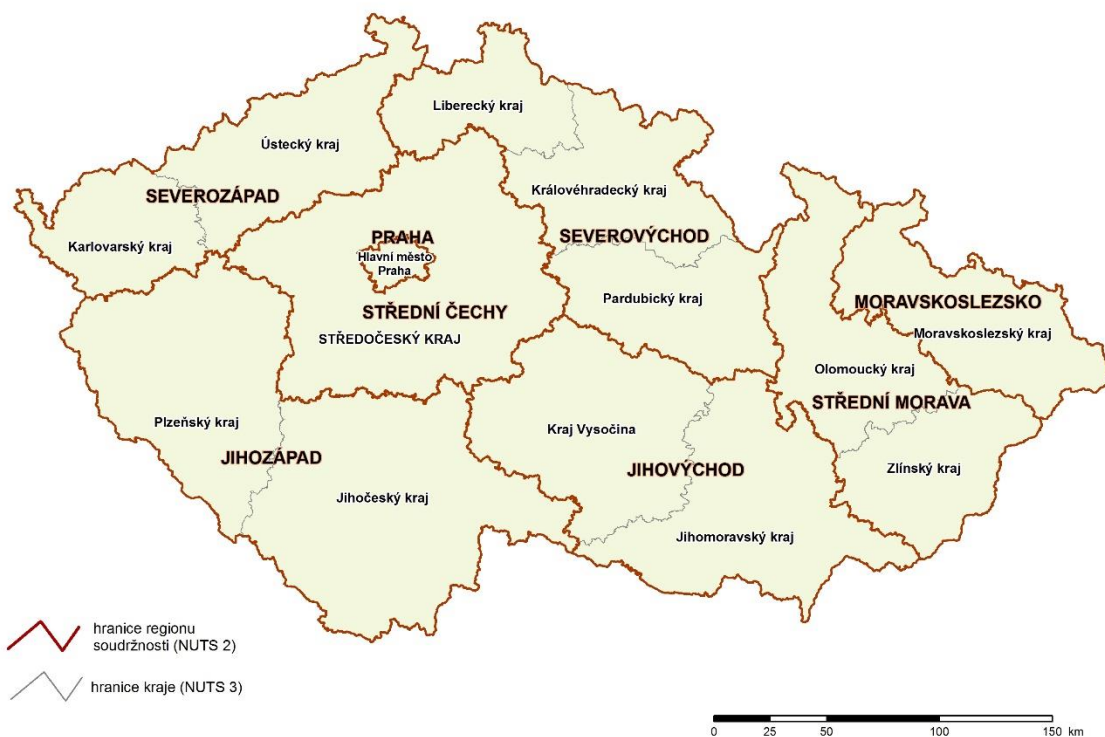 Liberecký kraj
Ústecký kraj
Královéhradecký kraj
SEVEROZÁPAD
PRAHA
SEVEROVÝCHOD
Karlovarský kraj
Hlavní město
Praha
Pardubický kraj
MORAVSKOSLEZSKO
STŘEDNÍ ČECHY
Moravskoslezský kraj
STŘEDOČESKÝ KRAJ
Olomoucký kraj
STŘEDNÍ MORAVA
Plzeňský kraj
Kraj Vysočina
JIHOZÁPAD
JIHOVÝCHOD
Zlínský kraj
Jihočeský kraj
Jihomoravský kraj
hranice regionu
soudržnosti (NUTS 2)
hranice kraje (NUTS 3)
0 25 50 100 150 km